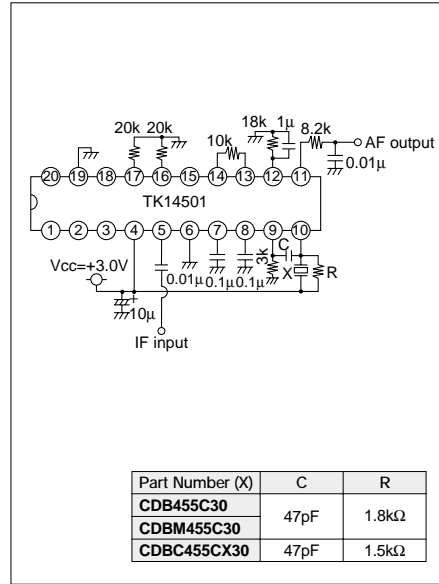 20k 20k
18k 1μ
8.2k
10k
AF output
0.01μ
20 19 18 17 16 15 14 13 12 11
TK14501
1 2 3 4 5 6 7 8 9 10
Vcc=+3.0V
10μ
+
0.01μ
0.1μ 0.1μ
3k
C
X
R
IF input
Part Number (X) C R
CDB455C30 47pF 1.8kΩ
CDBM455C30
CDBC455CX30 47pF 1.5kΩ